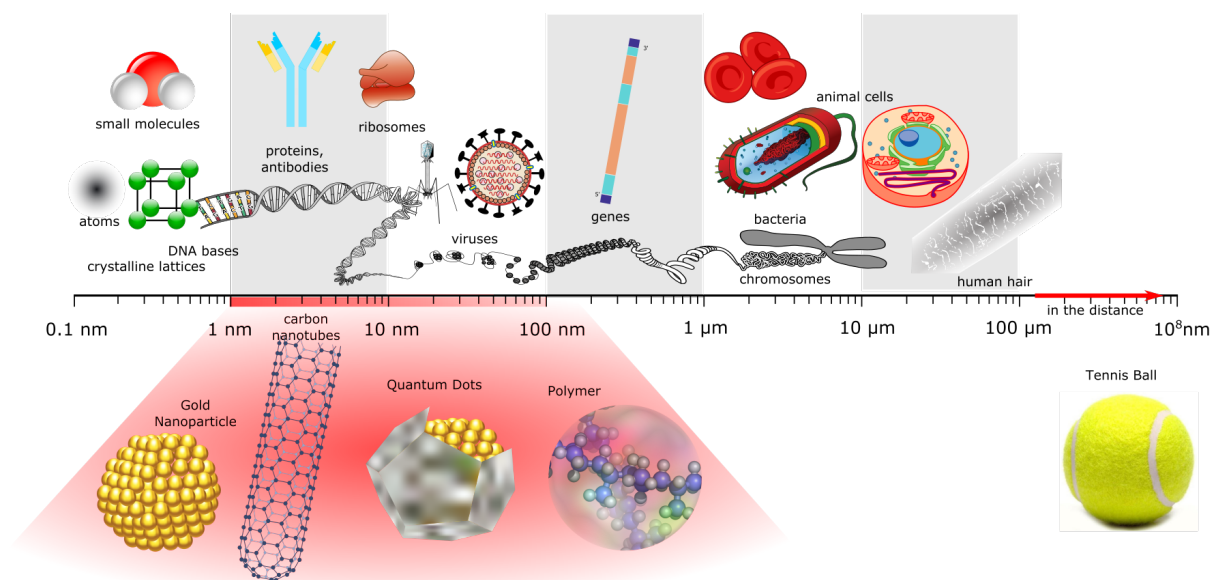 small molecules
proteins,
antibodies
ribosomes
3'
5'
genes
animal cells
atoms
DNA bases
crystalline lattices
viruses
bacteria
chromosomes
human hair
0.1 nm
1 nm
10 nm
100 nm
1 μm
10 μm
100 μm
in the distance
10⁸nm
carbon
nanotubes
Gold
Nanoparticle
Quantum Dots
Polymer
Tennis Ball